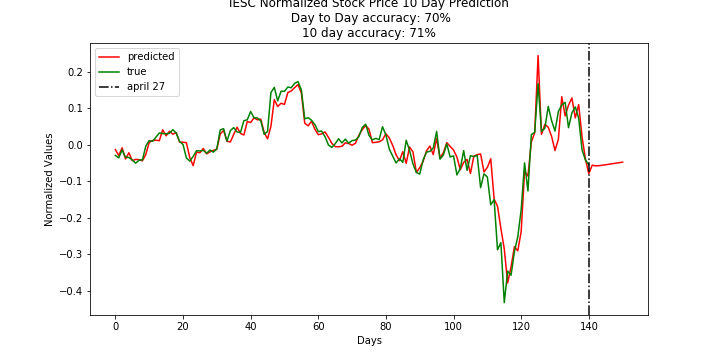 IESC Normalized Stock Price 10 Day Prediction
Day to Day accuracy: 70%
10 day accuracy: 71%
predicted
true
april 27
Normalized Values
0.2
0.1
0.0
−0.1
−0.2
−0.3
−0.4
0 20 40 60 80 100 120 140
Days